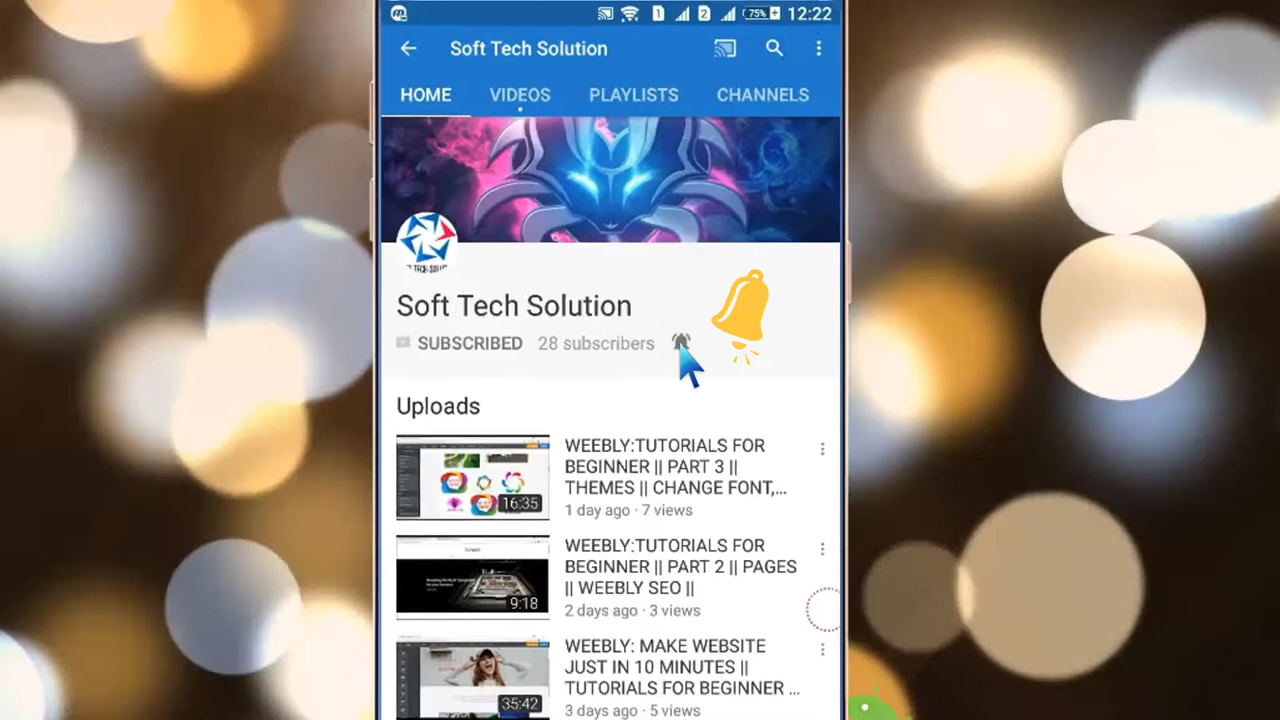 1 2 75% 12:22
Soft Tech Solution
HOME VIDEOS PLAYLISTS CHANNELS
Soft Tech Solution
SUBSCRIBED 28 subscribers
Uploads
WEEBLY:TUTORIALS FOR
BEGINNER || PART 3 ||
THEMES || CHANGE FONT,...
16:35
1 day ago · 7 views
WEEBLY:TUTORIALS FOR
BEGINNER || PART 2 || PAGES
|| WEEBLY SEO ||
9:18
2 days ago · 3 views
WEEBLY: MAKE WEBSITE
JUST IN 10 MINUTES ||
TUTORIALS FOR BEGINNER ...
35:42
3 days ago · 5 views